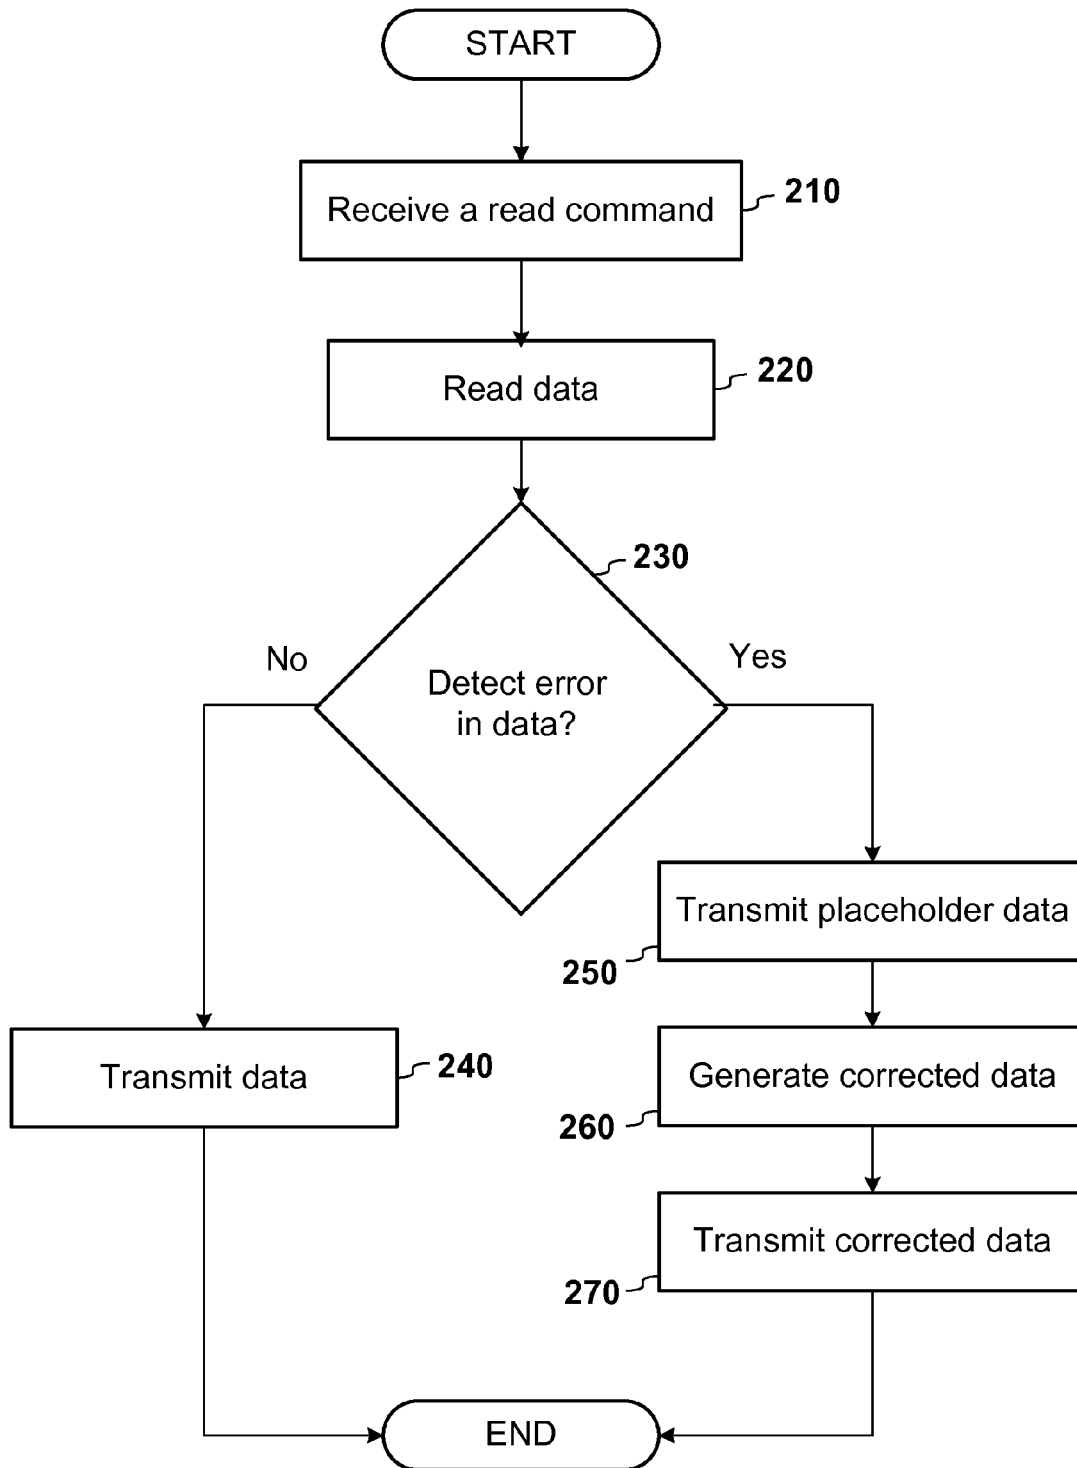 START
Receive a read command
210
Read data
220
230
No
Yes
Detect error
in data?
Transmit placeholder data
250
Transmit data
240
Generate corrected data
260
Transmit corrected data
270
END